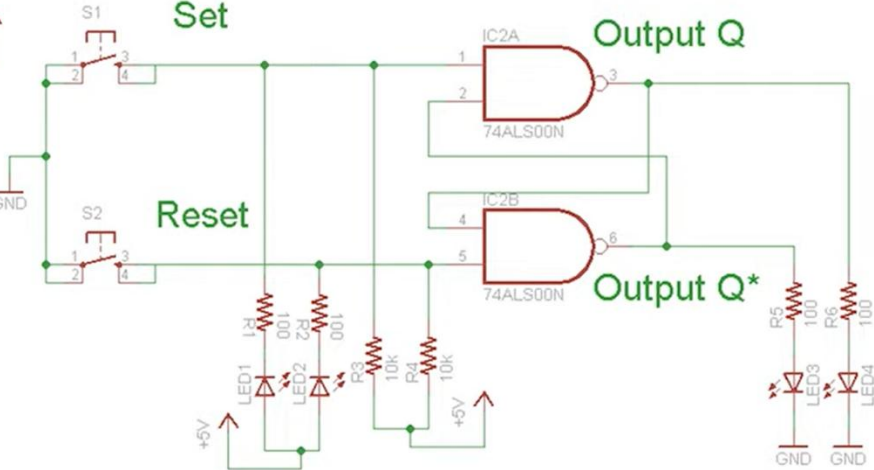 S1
Set
1
2
3
4
IC2A
Output Q
1
2
3
74ALS00N
GND
S2
Reset
1
2
3
4
IC2B
4
5
6
74ALS00N
Output Q*
R1
100
R2
100
R3
10k
R4
10k
R5
100
R6
100
LED1
LED2
LED3
LED4
+5V
+5V
GND
GND